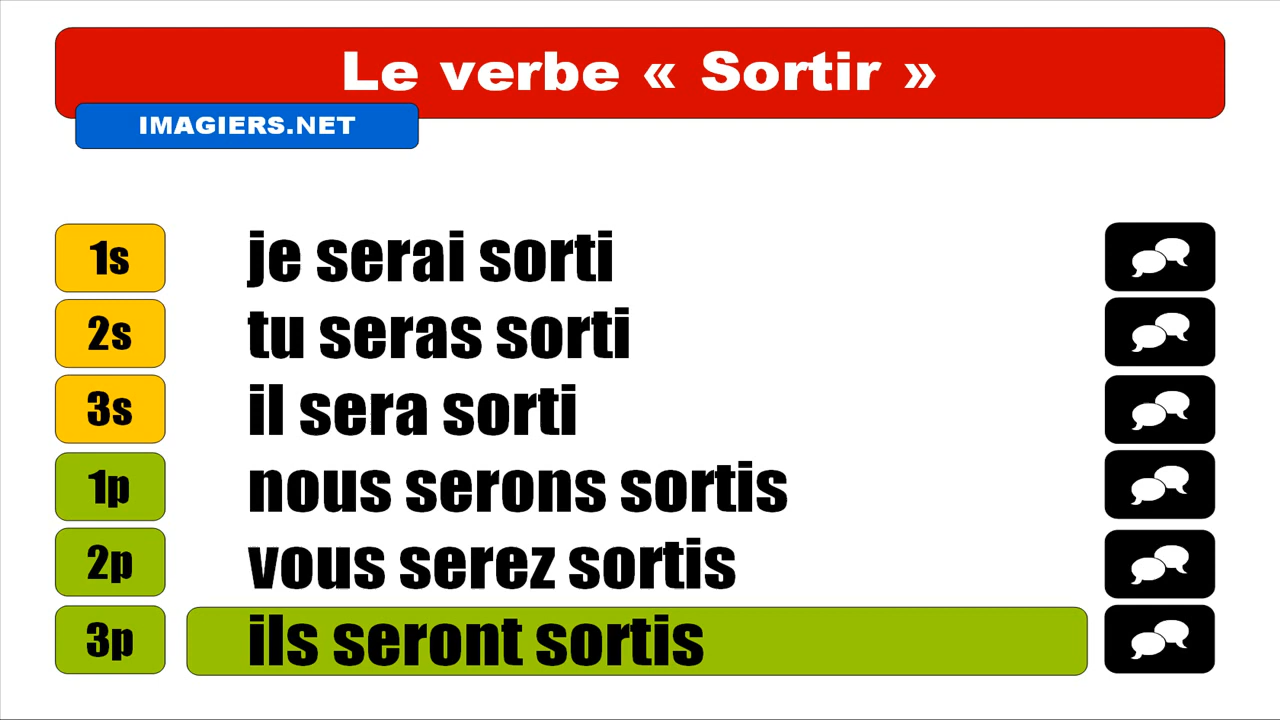 Le verbe « Sortir »
IMAGIERS.NET
1s je serai sorti
2s tu seras sorti
3s il sera sorti
1p nous serons sortis
2p vous serez sortis
3p ils seront sortis